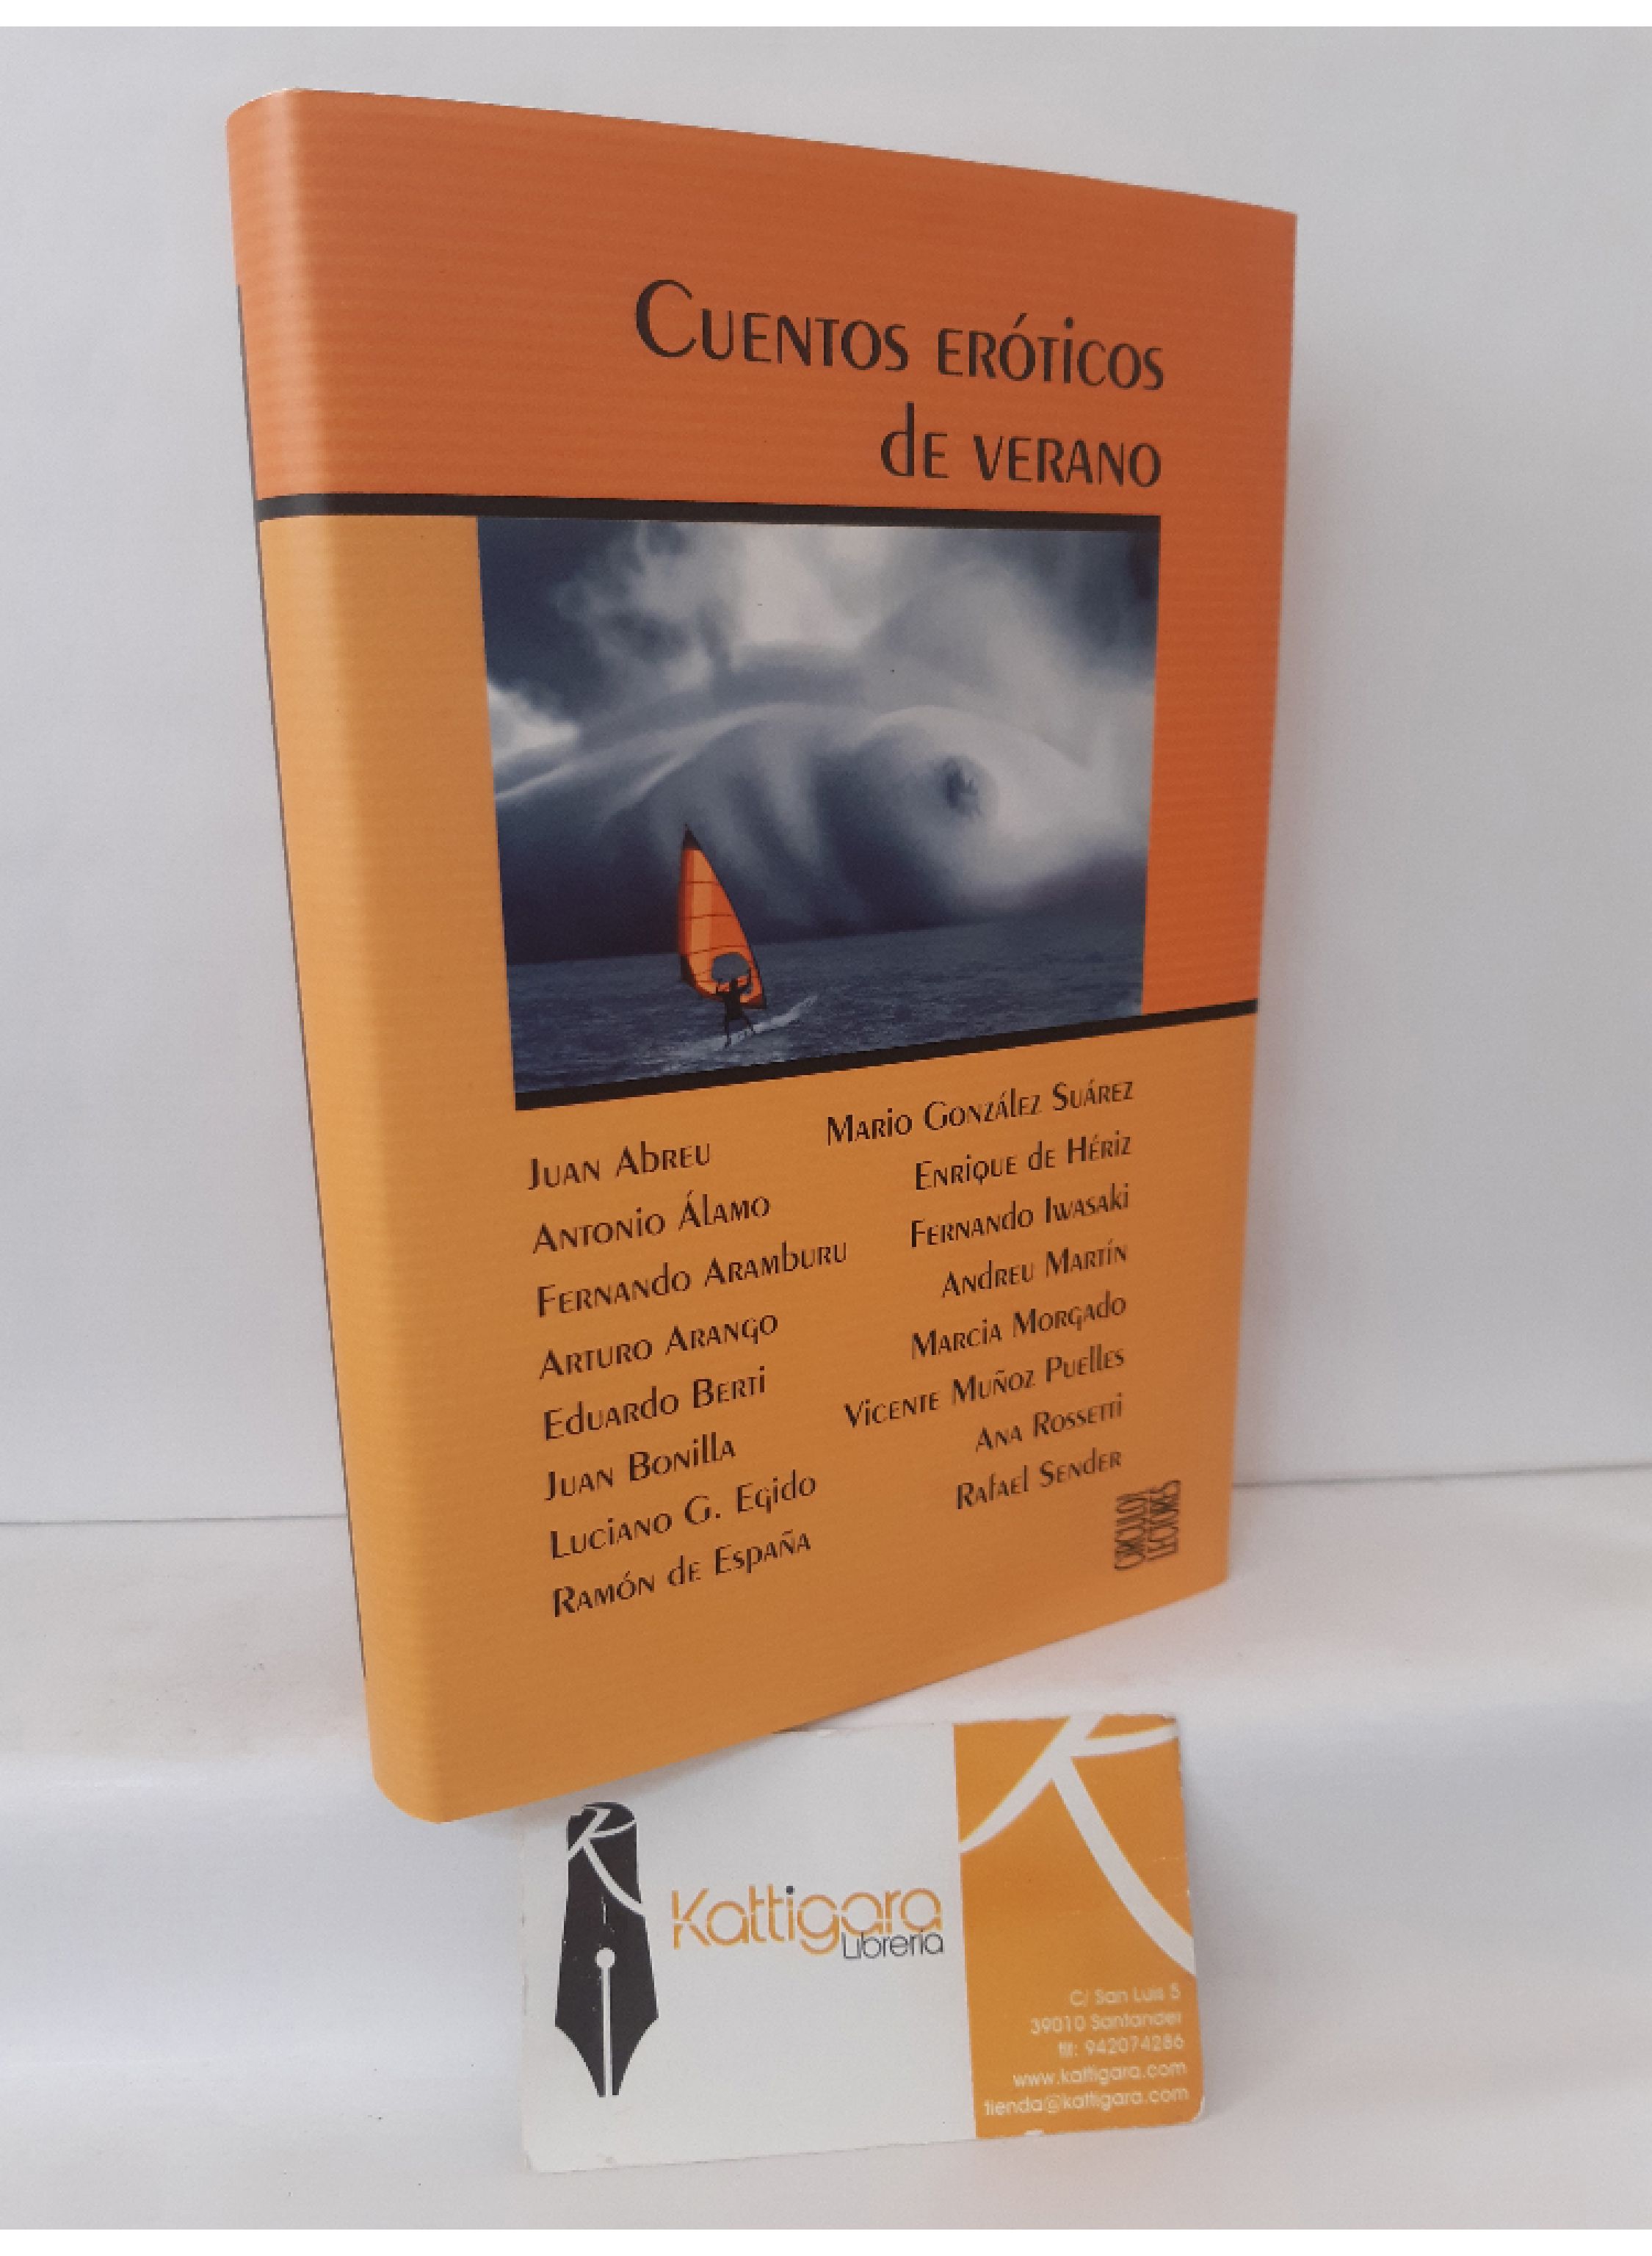 Cuentos eróticos
de verano
Juan Abreu
Antonio Álamo
Fernando Aramburu
Arturo Arango
Eduardo Berti
Juan Bonilla
Luciano G. Egido
Ramón de España
Mario González Suárez
Enrique de Hériz
Fernando Iwasaki
Andreu Martín
Marcia Morgado
Vicente Muñoz Puelles
Ana Rossetti
Rafael Sender
CÍRCULO
LECTORES
K
Kattigara
Librería
K
C/ San Luis 5
39010 Santander
tlf: 942074286
www.kattigara.com
tienda@kattigara.com